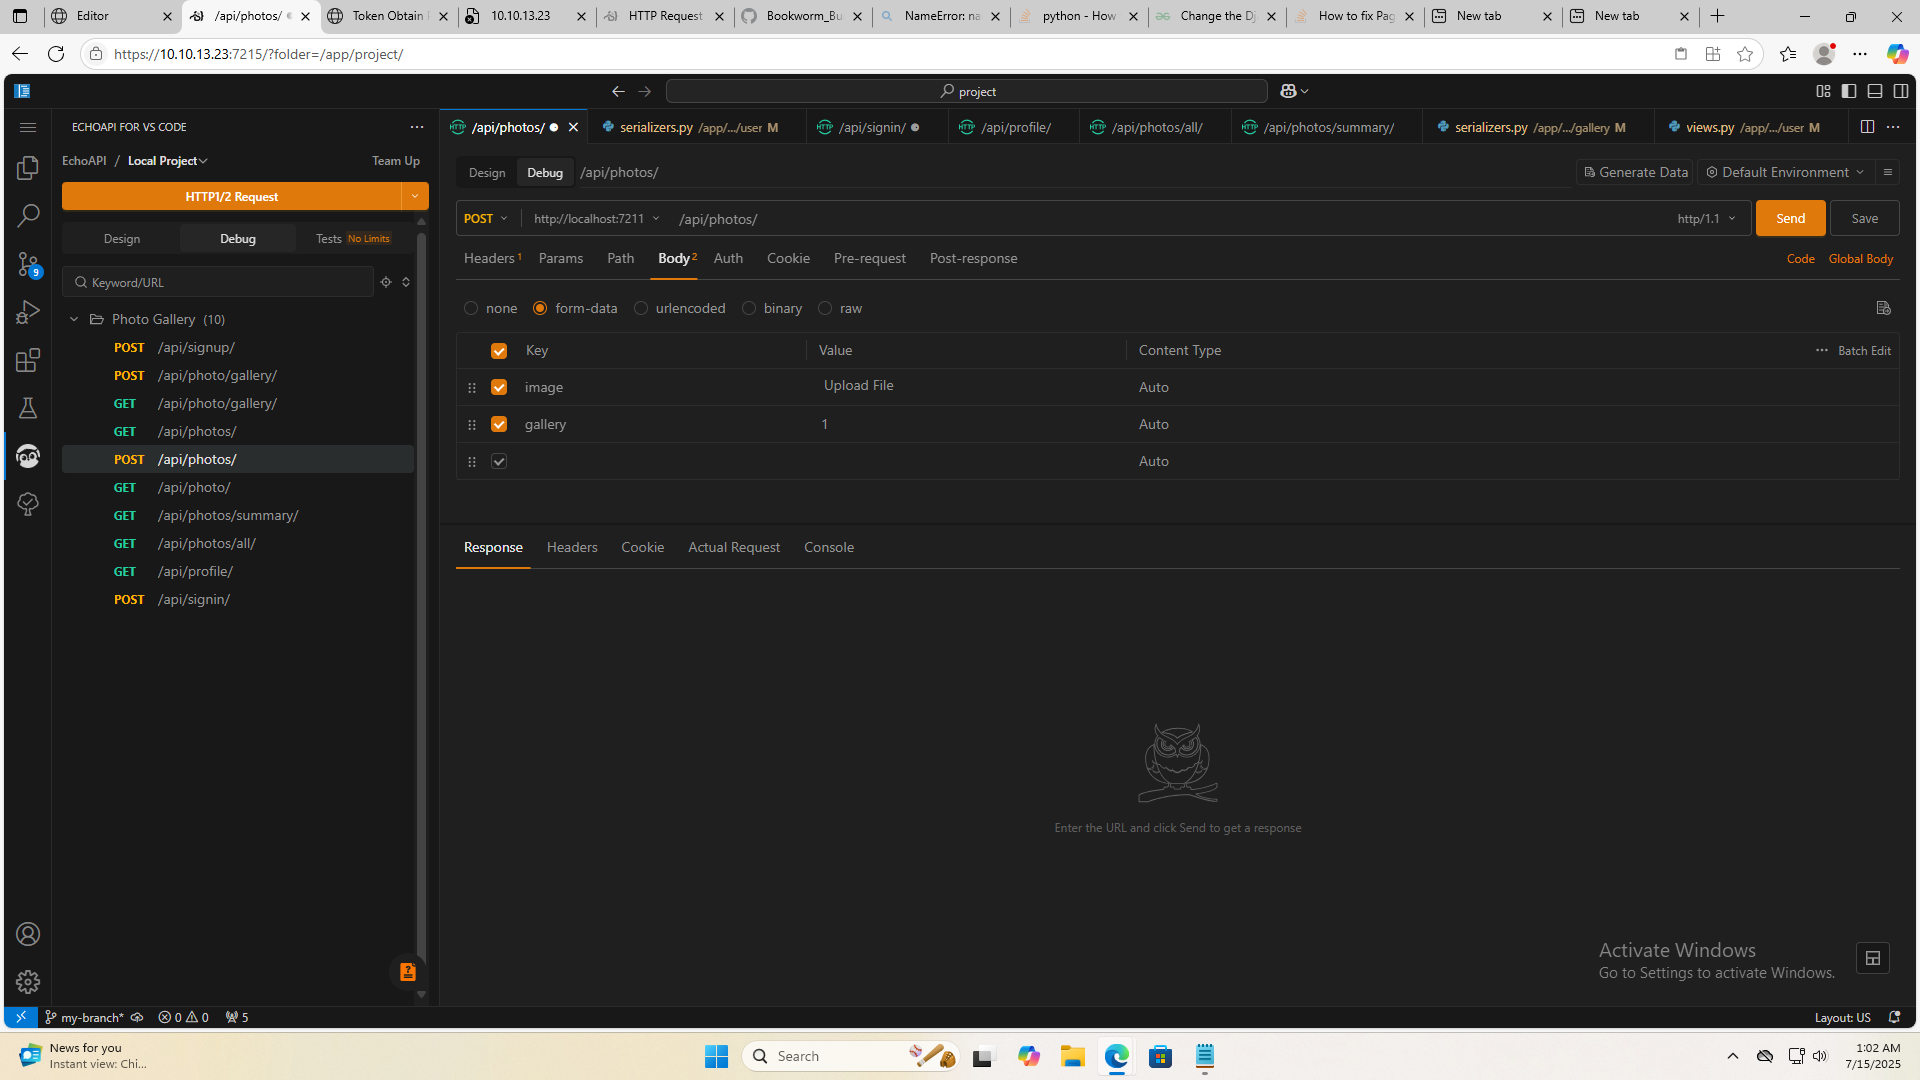 Editor
/api/photos/
Token Obtain
10.10.13.23
HTTP Request
Bookworm_Bu
NameError: na
python - How
Change the Dj
How to fix Pag
New tab
New tab
https://10.10.13.23:7215/?folder=/app/project/
project
ECHOAPI FOR VS CODE
/api/photos/
serializers.py /app/.../user M
/api/signin/
/api/profile/
/api/photos/all/
/api/photos/summary/
serializers.py /app/.../gallery M
views.py /app/.../user M
EchoAPI / Local Project
Team Up
Design
Debug
/api/photos/
Generate Data
Default Environment
HTTP1/2 Request
POST
http://localhost:7211
/api/photos/
http/1.1
Send
Save
Design
Debug
Tests No Limits
Headers 1
Params
Path
Body 2
Auth
Cookie
Pre-request
Post-response
Code
Global Body
Keyword/URL
none
form-data
urlencoded
binary
raw
Photo Gallery (10)
POST /api/signup/
POST /api/photo/gallery/
GET /api/photo/gallery/
GET /api/photos/
POST /api/photos/
GET /api/photo/
GET /api/photos/summary/
GET /api/photos/all/
GET /api/profile/
POST /api/signin/
Key
Value
Content Type
Batch Edit
image
Upload File
Auto
gallery
1
Auto
Auto
Response
Headers
Cookie
Actual Request
Console
Enter the URL and click Send to get a response
Activate Windows
Go to Settings to activate Windows.
9
my-branch*
0
0
5
Layout: US
News for you
Instant view: Chi...
Search
1:02 AM
7/15/2025